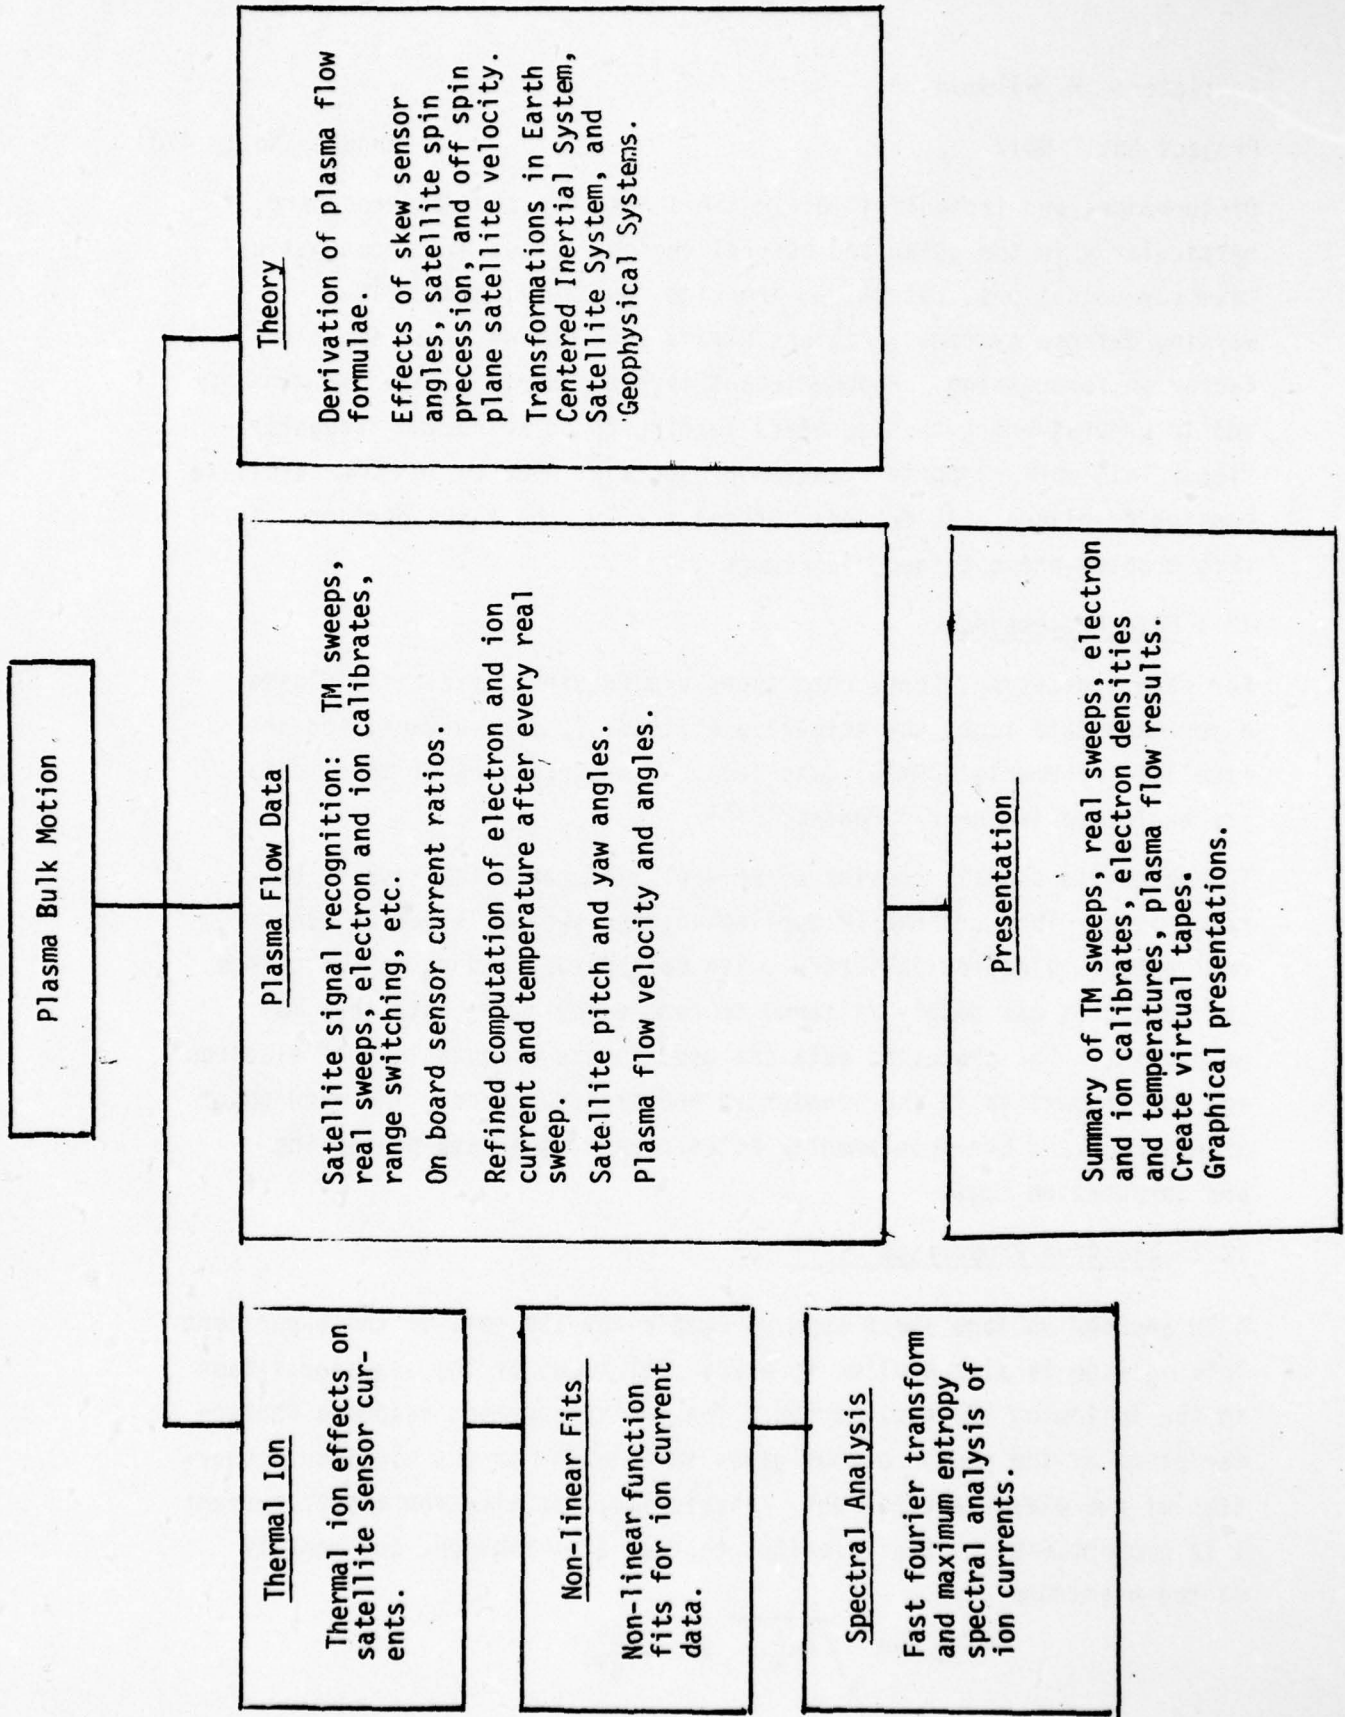 Plasma Bulk Motion
Thermal Ion
Thermal ion effects on
satellite sensor curr-
ents.
Non-linear Fits
Non-linear function
fits for ion current
data.
Spectral Analysis
Fast fourier transform
and maximum entropy
spectral analysis of
ion currents.
Plasma Flow Data
Satellite signal recognition: TM sweeps,
real sweeps, electron and ion calibrates,
range switching, etc.
On board sensor current ratios.
Refined computation of electron and ion
current and temperature after every real
sweep.
Satellite pitch and yaw angles.
Plasma flow velocity and angles.
Presentation
Summary of TM sweeps, real sweeps, electron
and ion calibrates, electron densities
and temperatures, plasma flow results.
Create virtual tapes.
Graphical presentations.
Theory
Derivation of plasma flow
formulae.
Effects of skew sensor
angles, satellite spin
precession, and off spin
plane satellite velocity.
Transformations in Earth
Centered Inertial System,
Satellite System, and
Geophysical Systems.